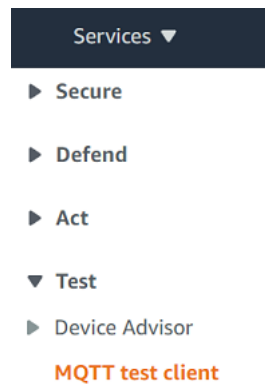 Services
Secure
Defend
Act
Test
Device Advisor
MQTT test client